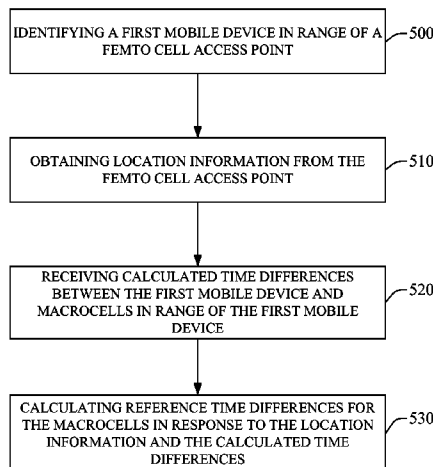 IDENTIFYING A FIRST MOBILE DEVICE IN RANGE OF A
FEMTO CELL ACCESS POINT
500
OBTAINING LOCATION INFORMATION FROM THE
FEMTO CELL ACCESS POINT
510
RECEIVING CALCULATED TIME DIFFERENCES
BETWEEN THE FIRST MOBILE DEVICE AND
MACROCELLS IN RANGE OF THE FIRST MOBILE
DEVICE
520
CALCULATING REFERENCE TIME DIFFERENCES FOR
THE MACROCELLS IN RESPONSE TO THE LOCATION
INFORMATION AND THE CALCULATED TIME
DIFFERENCES
530